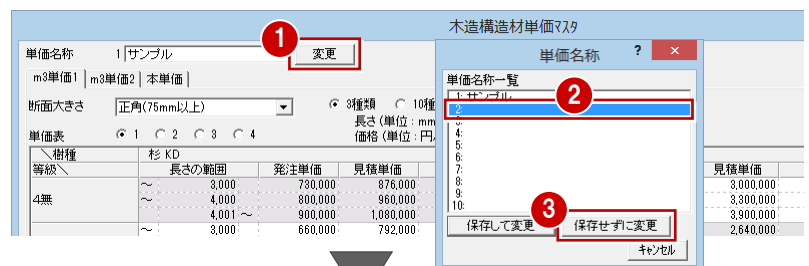 木造構造材単価マスタ
単価名称 1 サンプル 変更
1
m3単価1 m3単価2 本単価
断面大きさ 正角(75mm以上) 3種類 10種
長さ(単位:mm
単価表 1 2 3 4 価格(単位:円/
＼樹種 杉 KD
等級＼ 長さの範囲 発注単価 見積単価 見積単価
～ 3,000 730,000 876,000 3,000,000
4無 ～ 4,000 800,000 960,000 3,300,000
4,001 ～ 900,000 1,080,000 3,900,000
～ 3,000 660,000 792,000 2,640,000
単価名称 ? ×
単価名称一覧
1: サンプル
2
2:
3:
4:
5:
6:
7:
8:
9:
10:
3
保存して変更 保存せずに変更
キャンセル